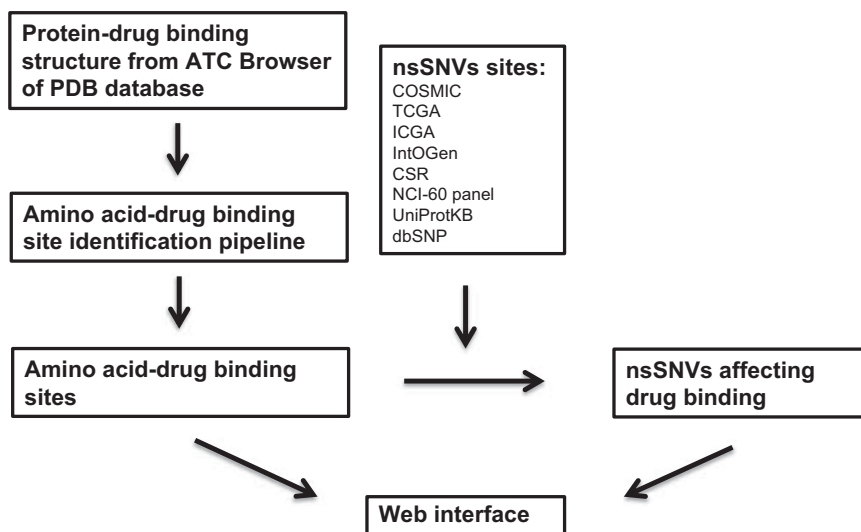 Protein-drug binding
structure from ATC Browser
of PDB database
nsSNVs sites:
COSMIC
TCGA
ICGA
IntOGen
CSR
NCI-60 panel
UniProtKB
dbSNP
Amino acid-drug binding
site identification pipeline
Amino acid-drug binding
sites
nsSNVs affecting
drug binding
Web interface